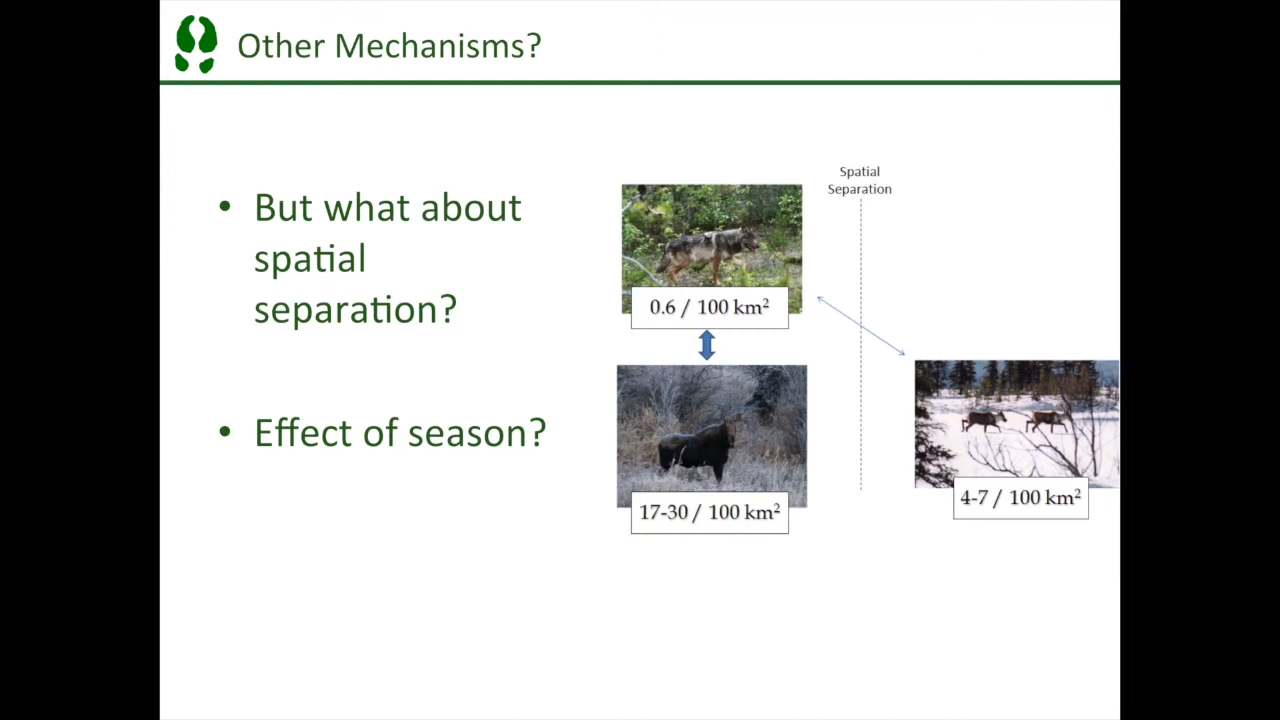 Other Mechanisms?
• But what about
spatial
separation?
• Effect of season?
Spatial
Separation
0.6 / 100 km²
17-30 / 100 km²
4-7 / 100 km²